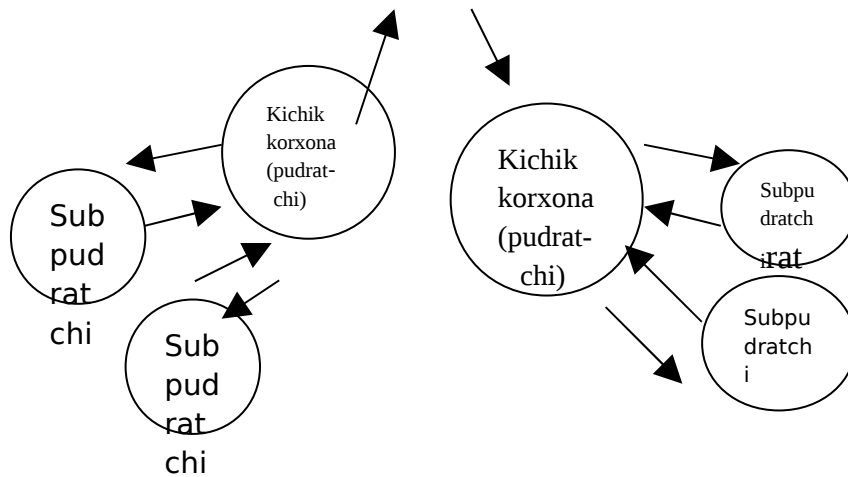 Kichik
korxona
(pudrat-
chi)
Sub
pud
rat
chi
Sub
pud
rat
chi
Kichik
korxona
(pudrat-
chi)
Subpu
dratch
irat
Subpu
dratch
i